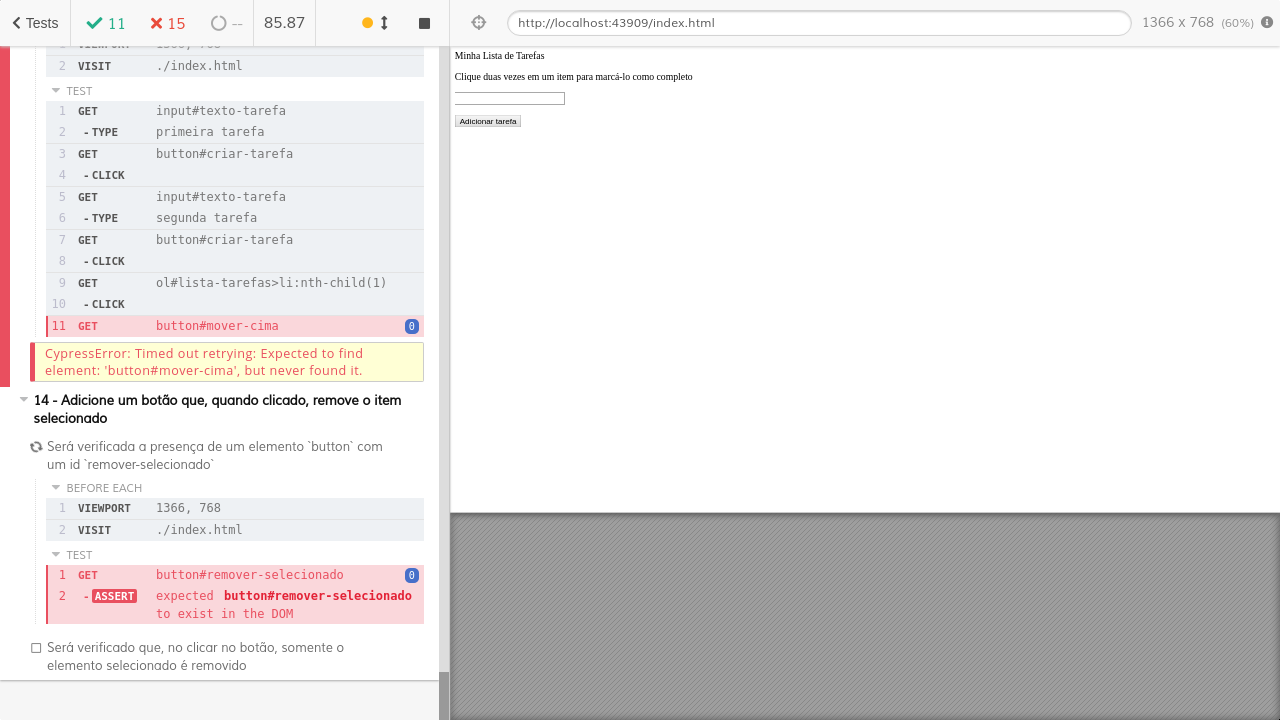 Tests 11 15 -- 85.87
http://localhost:43909/index.html 1366 x 768 (60%)
1 VIEWPORT 1366, 768
2 VISIT ./index.html
TEST
1 GET input#texto-tarefa
2 - TYPE primeira tarefa
3 GET button#criar-tarefa
4 - CLICK
5 GET input#texto-tarefa
6 - TYPE segunda tarefa
7 GET button#criar-tarefa
8 - CLICK
9 GET ol#lista-tarefas>li:nth-child(1)
10 - CLICK
11 GET button#mover-cima 0
CypressError: Timed out retrying: Expected to find
element: 'button#mover-cima', but never found it.
14 - Adicione um botão que, quando clicado, remove o item
selecionado
Será verificada a presença de um elemento `button` com
um id `remover-selecionado`
BEFORE EACH
1 VIEWPORT 1366, 768
2 VISIT ./index.html
TEST
1 GET button#remover-selecionado 0
2 - ASSERT expected button#remover-selecionado
to exist in the DOM
Será verificado que, no clicar no botão, somente o
elemento selecionado é removido
Minha Lista de Tarefas
Clique duas vezes em um item para marcá-lo como completo
Adicionar tarefa